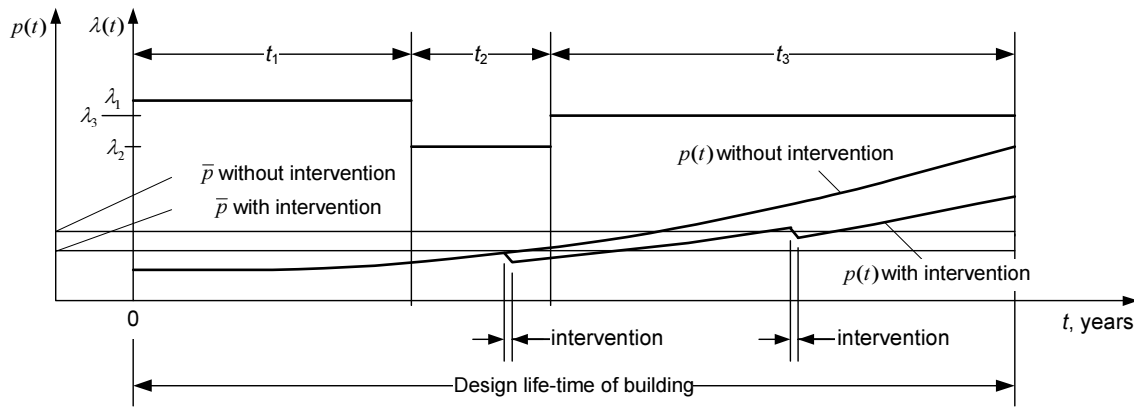 p(t) λ(t)
t₁ t₂ t₃
λ₁
λ₃
λ₂
p(t) without intervention
p̅ without intervention
p̅ with intervention
p(t) with intervention
0
t, years
intervention intervention
Design life-time of building